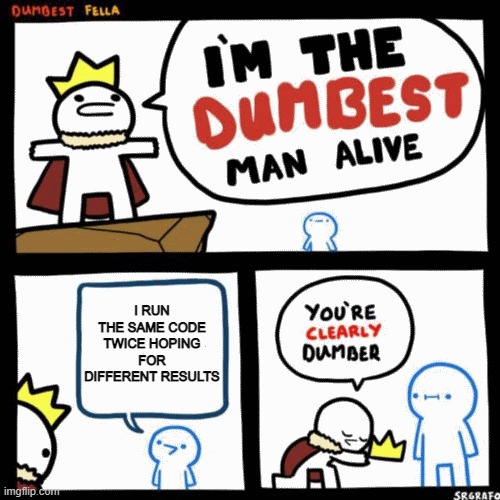 DUMBEST FELLA
I'M THE
DUMBEST
MAN ALIVE
I RUN
THE SAME CODE
TWICE HOPING
FOR
DIFFERENT RESULTS
YOU'RE
CLEARLY
DUMBER
imgflip.com
SRGRAFO